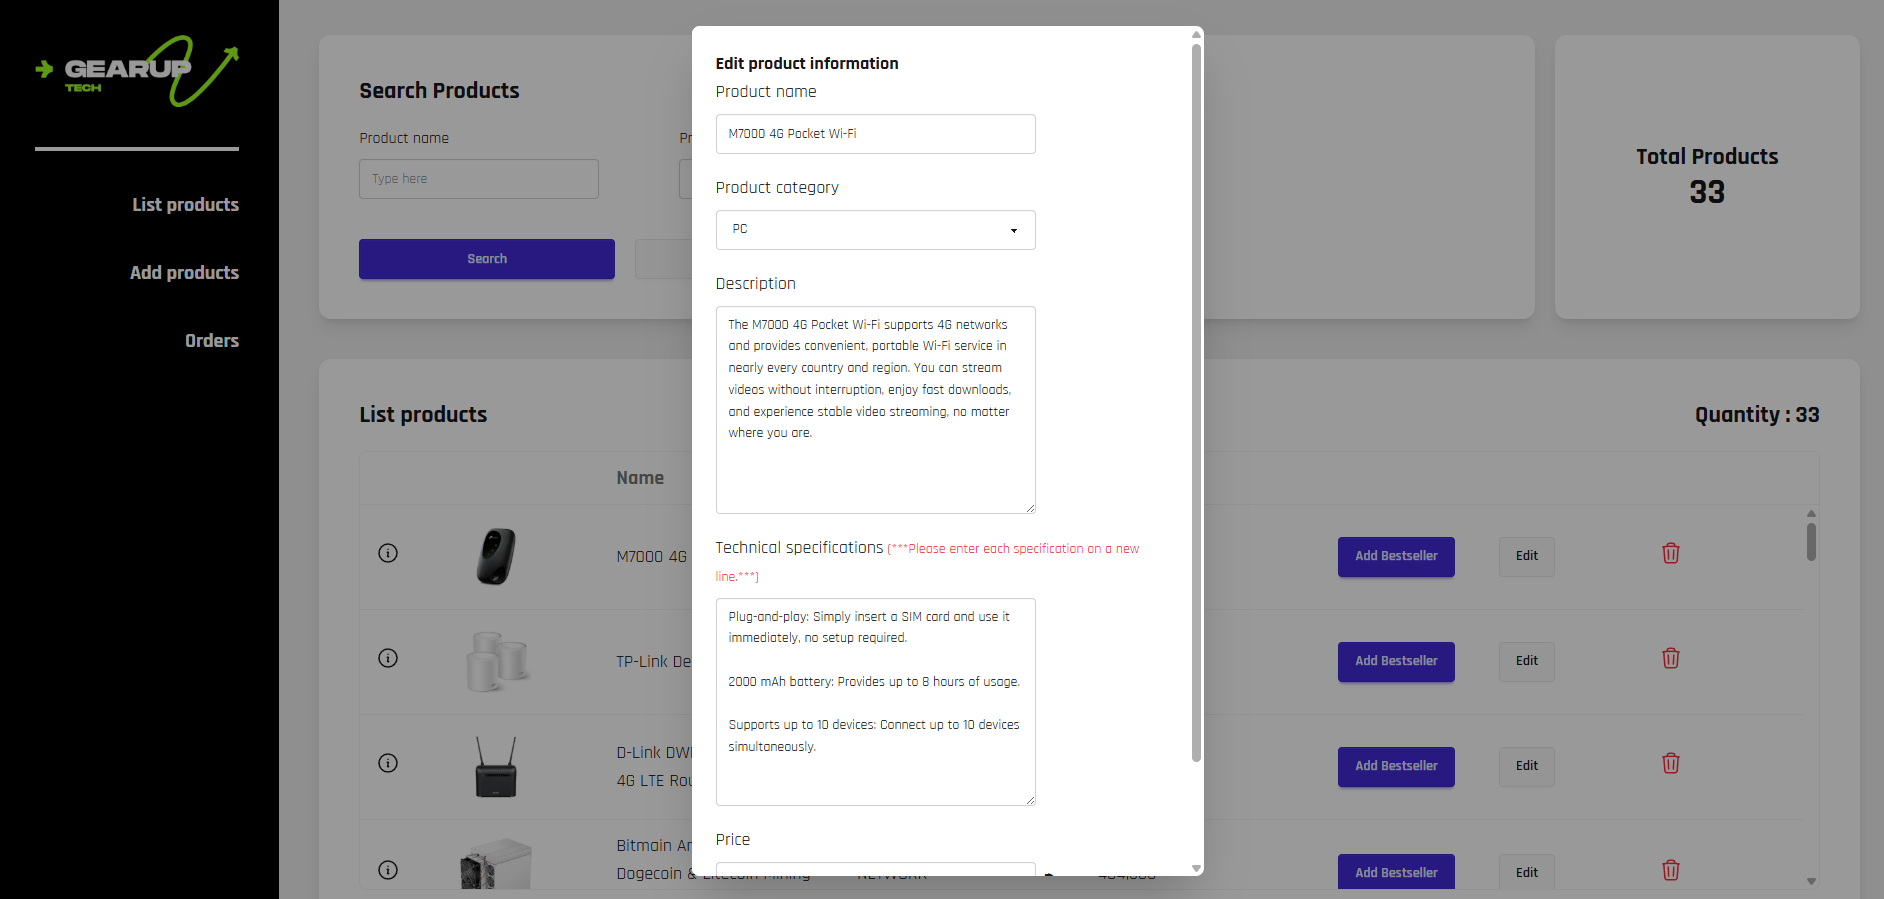 GEARUP
TECH
List products
Add products
Orders
Search Products
Product name
Type here
Search
Total Products
33
List products
Quantity : 33
Name
M7000 4G
Add Bestseller
Edit
TP-Link De
Add Bestseller
Edit
D-Link DW
4G LTE Rou
Add Bestseller
Edit
Bitmain An
Dogecoin & Litecoin Mining
NETWORK
Add Bestseller
Edit
Edit product information
Product name
M7000 4G Pocket Wi-Fi
Product category
PC
Description
The M7000 4G Pocket Wi-Fi supports 4G networks
and provides convenient, portable Wi-Fi service in
nearly every country and region. You can stream
videos without interruption, enjoy fast downloads,
and experience stable video streaming, no matter
where you are.
Technical specifications (***Please enter each specification on a new
line.***)
Plug-and-play: Simply insert a SIM card and use it
immediately, no setup required.
2000 mAh battery: Provides up to 8 hours of usage.
Supports up to 10 devices: Connect up to 10 devices
simultaneously.
Price